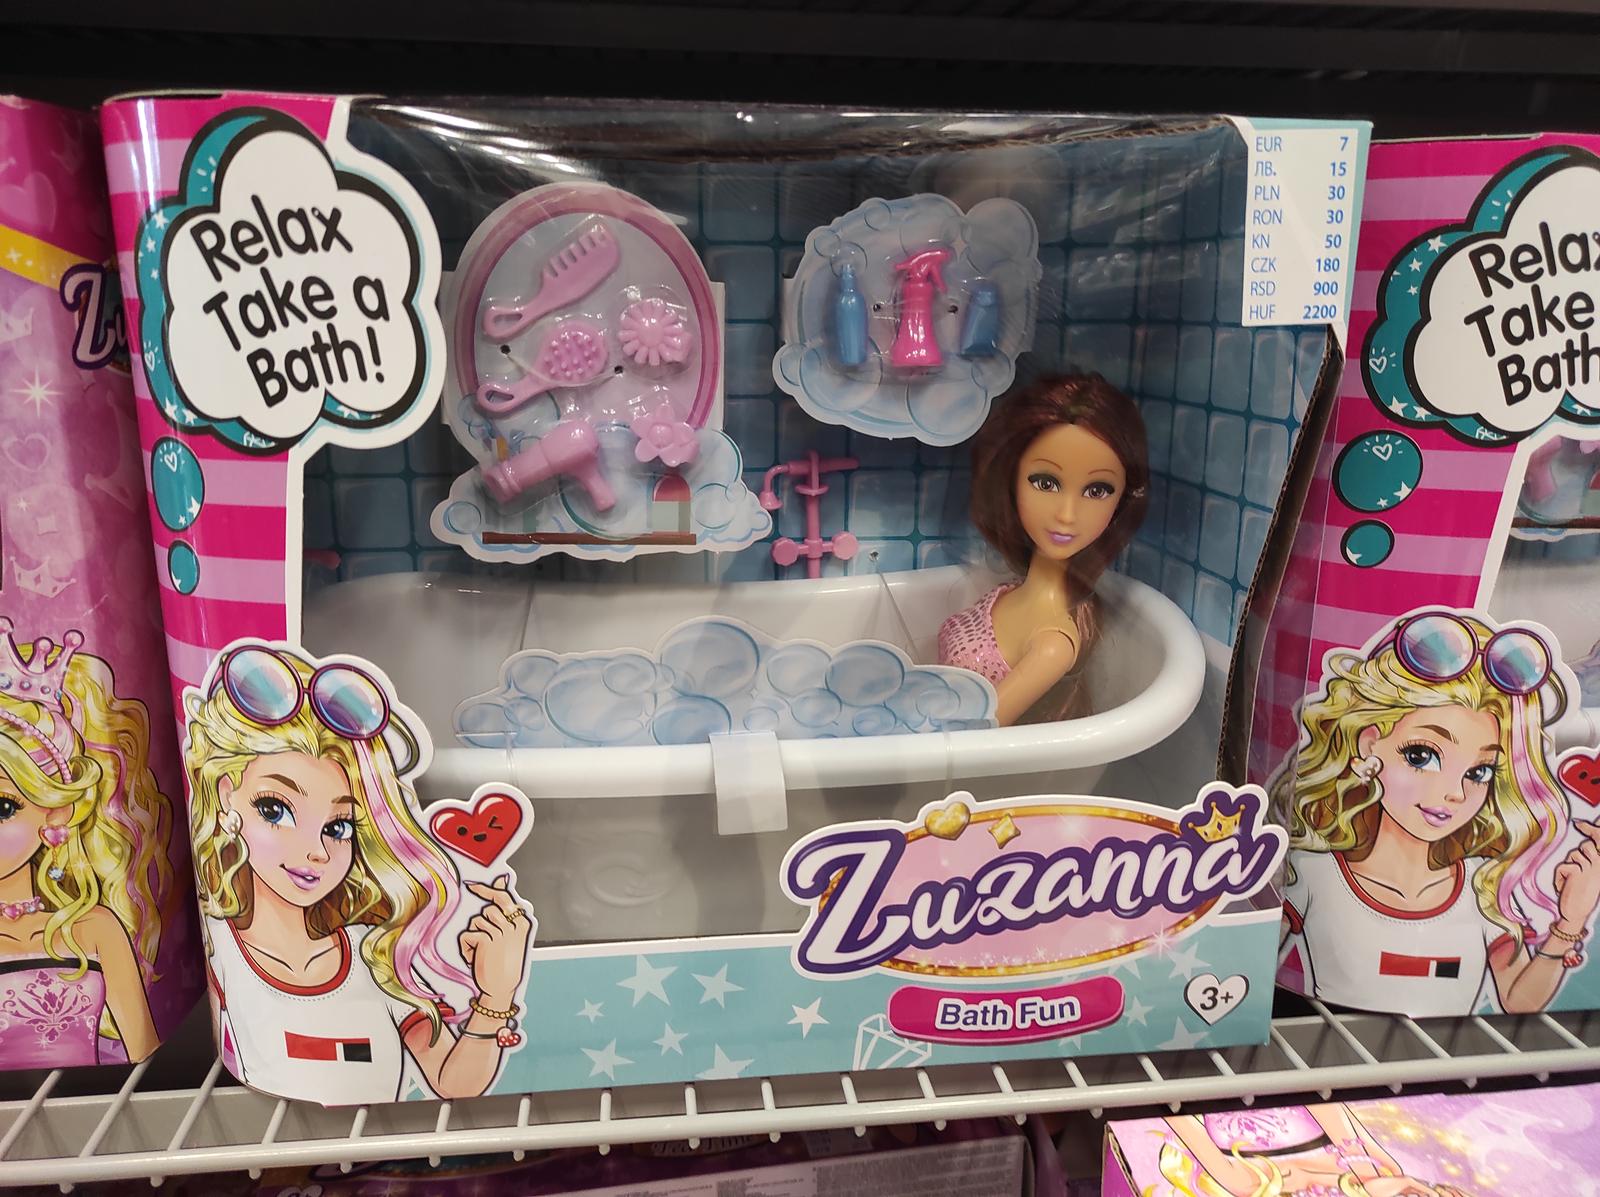 Relax
Take a
Bath!
EUR 7
ЛВ. 15
PLN 30
RON 30
KN 50
CZK 180
RSD 900
HUF 2200
Zuzanna
Bath Fun
3+
Relax
Take
Bath